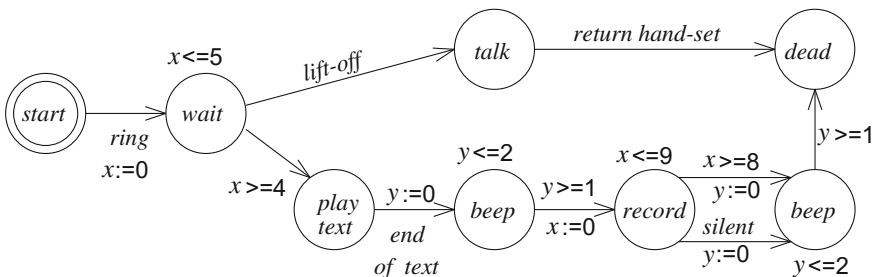 x<=5
start
ring
x:=0
wait
lift-off
talk
return hand-set
dead
x>=4
play
text
y:=0
end
of text
y<=2
beep
y>=1
x:=0
x<=9
record
x>=8
y:=0
silent
y:=0
y>=1
beep
y<=2